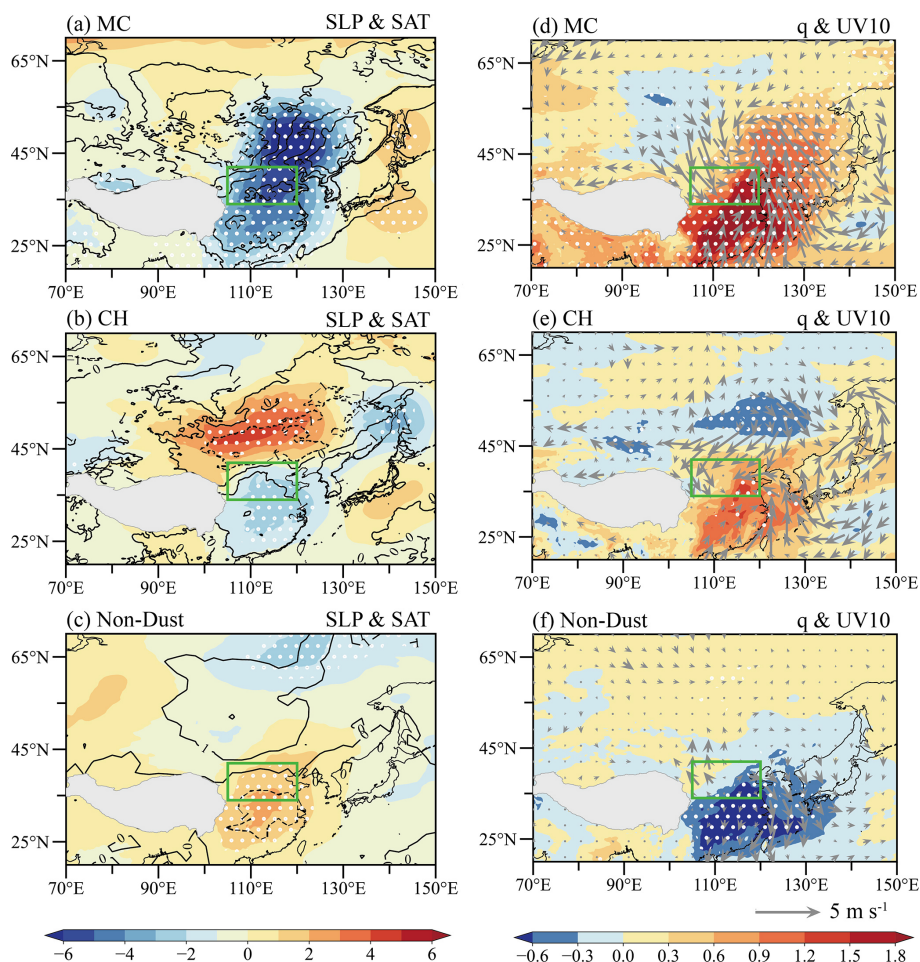 (a) MC SLP & SAT
(d) MC q & UV10
65°N 65°N
45°N 45°N
25°N 25°N
70°E 90°E 110°E 130°E 150°E 70°E 90°E 110°E 130°E 150°E
(b) CH SLP & SAT
(e) CH q & UV10
65°N 65°N
45°N 45°N
25°N 25°N
70°E 90°E 110°E 130°E 150°E 70°E 90°E 110°E 130°E 150°E
(c) Non-Dust SLP & SAT
(f) Non-Dust q & UV10
65°N 65°N
45°N 45°N
25°N 25°N
70°E 90°E 110°E 130°E 150°E 70°E 90°E 110°E 130°E 150°E
5 m s⁻¹
−6 −4 −2 0 2 4 6 −0.6 −0.3 0.0 0.3 0.6 0.9 1.2 1.5 1.8